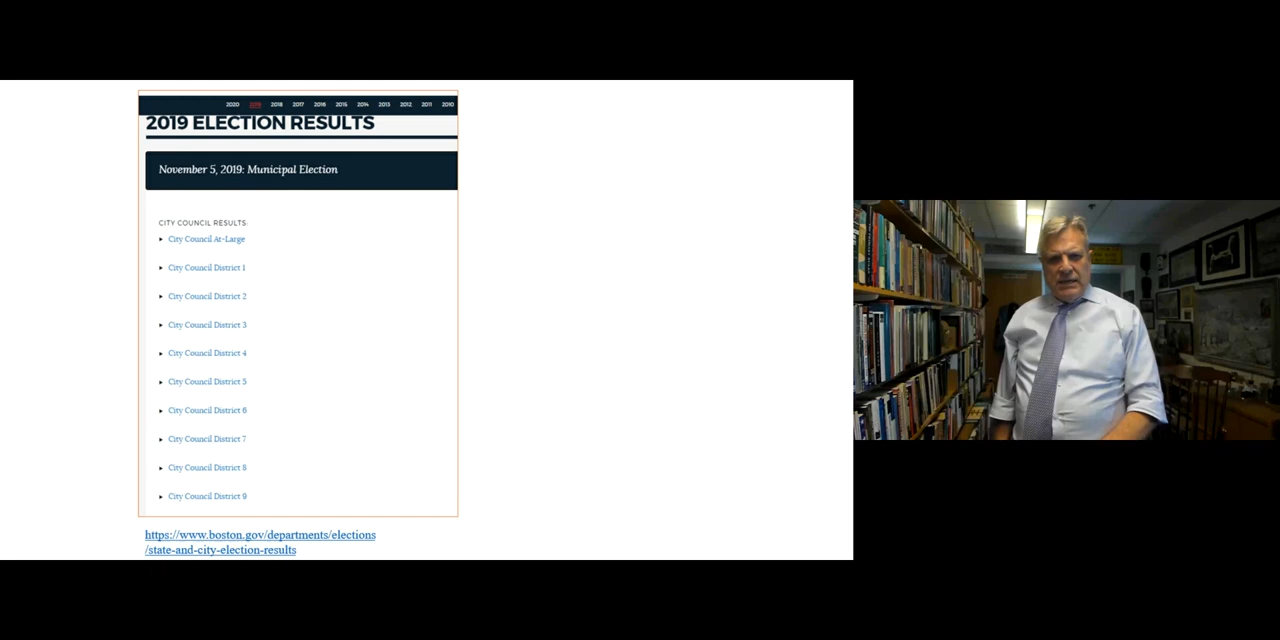 2020 2019 2018 2017 2016 2015 2014 2013 2012 2011 2010
2019 ELECTION RESULTS
November 5, 2019: Municipal Election
CITY COUNCIL RESULTS:
City Council At-Large
City Council District 1
City Council District 2
City Council District 3
City Council District 4
City Council District 5
City Council District 6
City Council District 7
City Council District 8
City Council District 9
https://www.boston.gov/departments/elections
/state-and-city-election-results